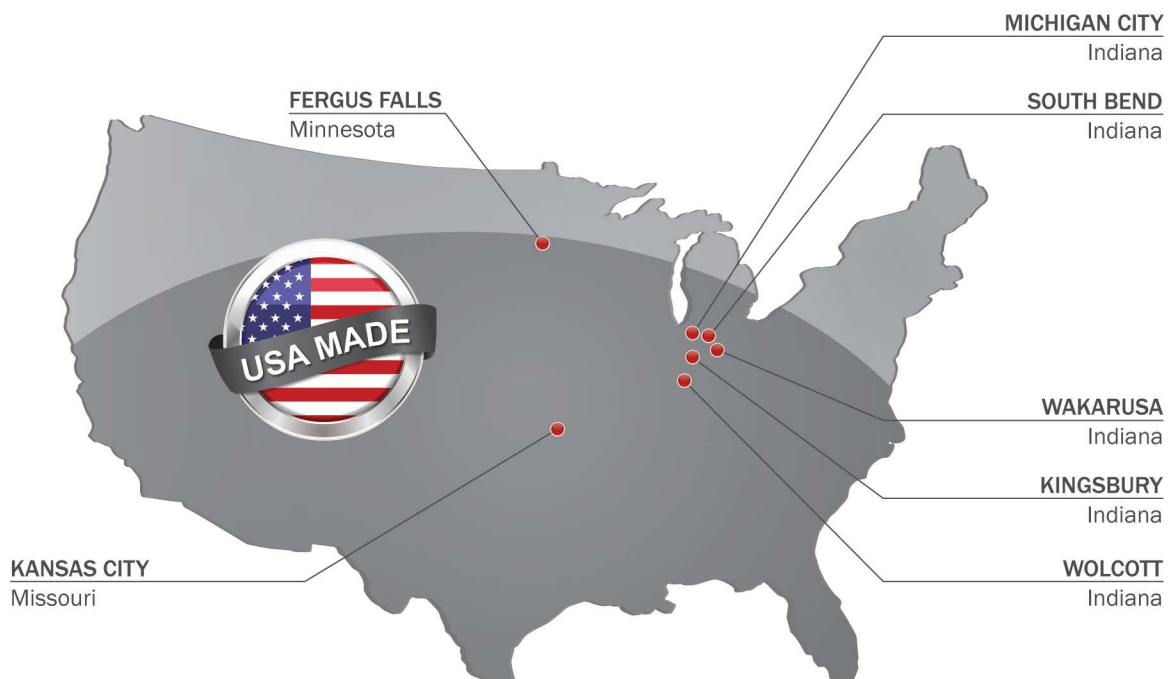 MICHIGAN CITY
Indiana
FERGUS FALLS
Minnesota
SOUTH BEND
Indiana
USA MADE
WAKARUSA
Indiana
KINGSBURY
Indiana
KANSAS CITY
Missouri
WOLCOTT
Indiana